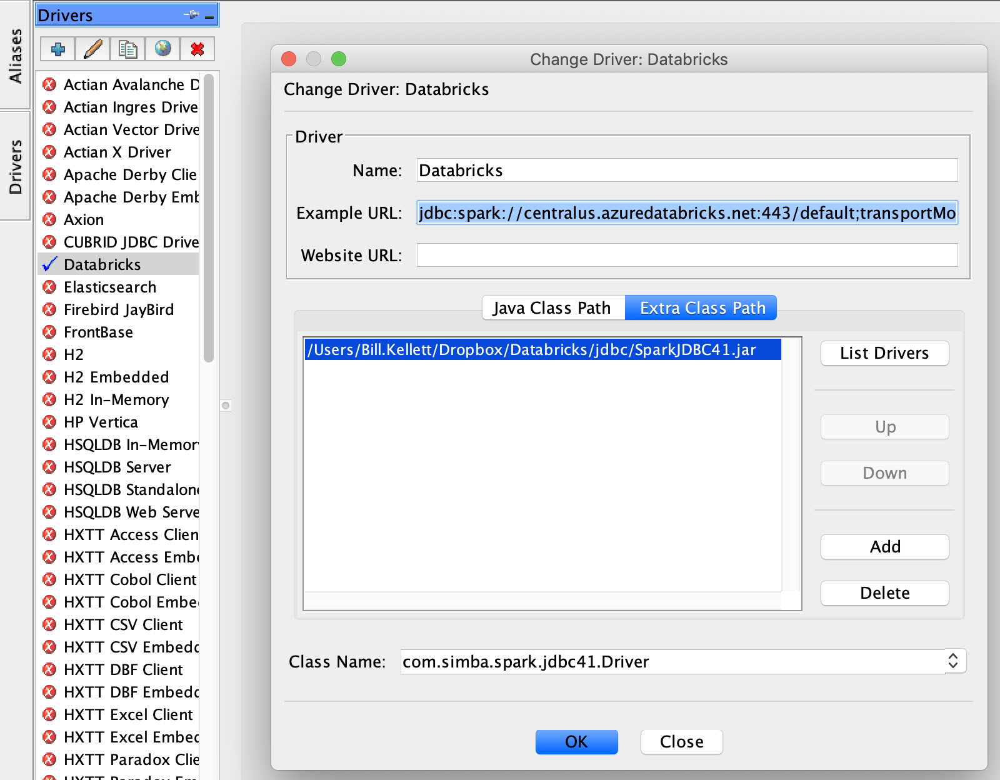 Aliases
Drivers
Drivers
Actian Avalanche D
Actian Ingres Drive
Actian Vector Drive
Actian X Driver
Apache Derby Clie
Apache Derby Emb
Axion
CUBRID JDBC Drive
Databricks
Elasticsearch
Firebird JayBird
FrontBase
H2
H2 Embedded
H2 In-Memory
HP Vertica
HSQLDB In-Memory
HSQLDB Server
HSQLDB Standalone
HSQLDB Web Serve
HXTT Access Clien
HXTT Access Embe
HXTT Cobol Client
HXTT Cobol Embe
HXTT CSV Client
HXTT CSV Embedd
HXTT DBF Client
HXTT DBF Embedd
HXTT Excel Client
HXTT Excel Embed
HXTT Paradox Clie
HXTT Paradox Em
Change Driver: Databricks
Change Driver: Databricks
Driver
Name: Databricks
Example URL: jdbc:spark://centralus.azuredatabricks.net:443/default;transportMo
Website URL:
Java Class Path Extra Class Path
/Users/Bill.Kellett/Dropbox/Databricks/jdbc/SparkJDBC41.jar
List Drivers
Up
Down
Add
Delete
Class Name: com.simba.spark.jdbc41.Driver
OK Close